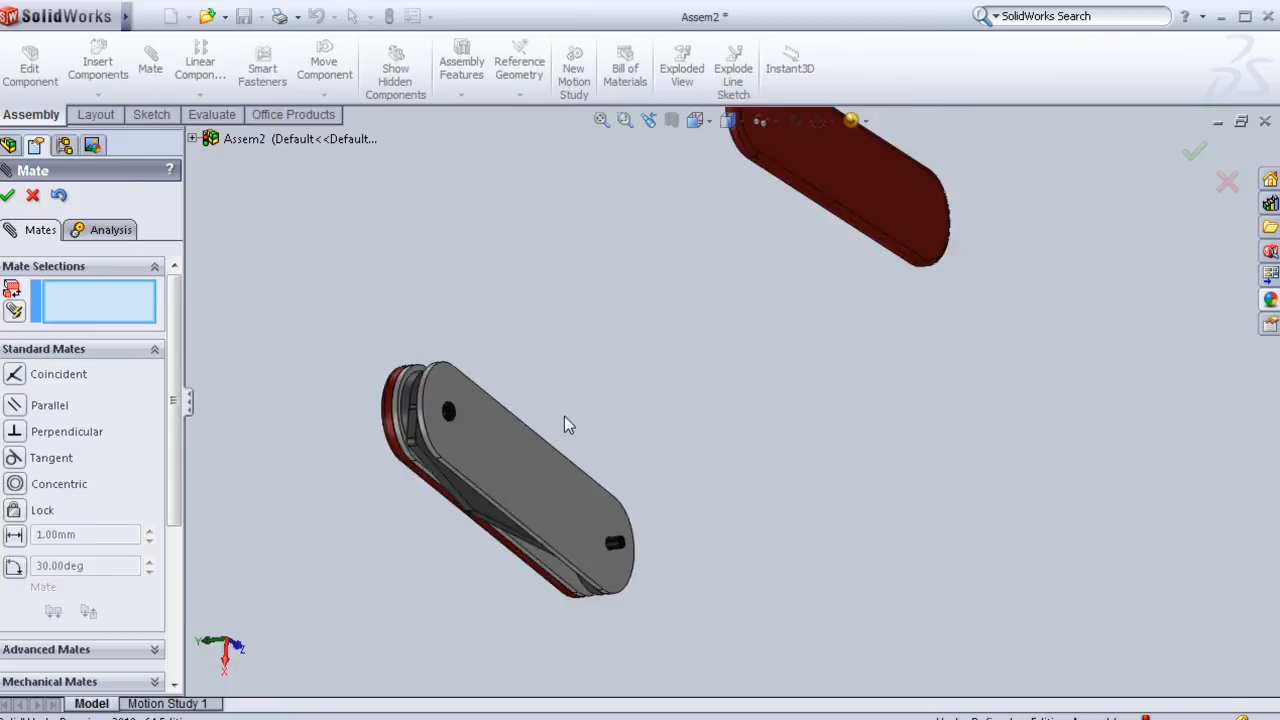 SolidWorks
Assem2 *
SolidWorks Search
?
Edit Component
Insert Components
Mate
Linear Compon...
Smart Fasteners
Move Component
Show Hidden Components
Assembly Features
Reference Geometry
New Motion Study
Bill of Materials
Exploded View
Explode Line Sketch
Instant3D
Assembly
Layout
Sketch
Evaluate
Office Products
Assem2 (Default<<Default...
Mate
?
Mates
Analysis
Mate Selections
Standard Mates
Coincident
Parallel
Perpendicular
Tangent
Concentric
Lock
1.00mm
30.00deg
Mate
Advanced Mates
Mechanical Mates
Y
Z
X
Model
Motion Study 1